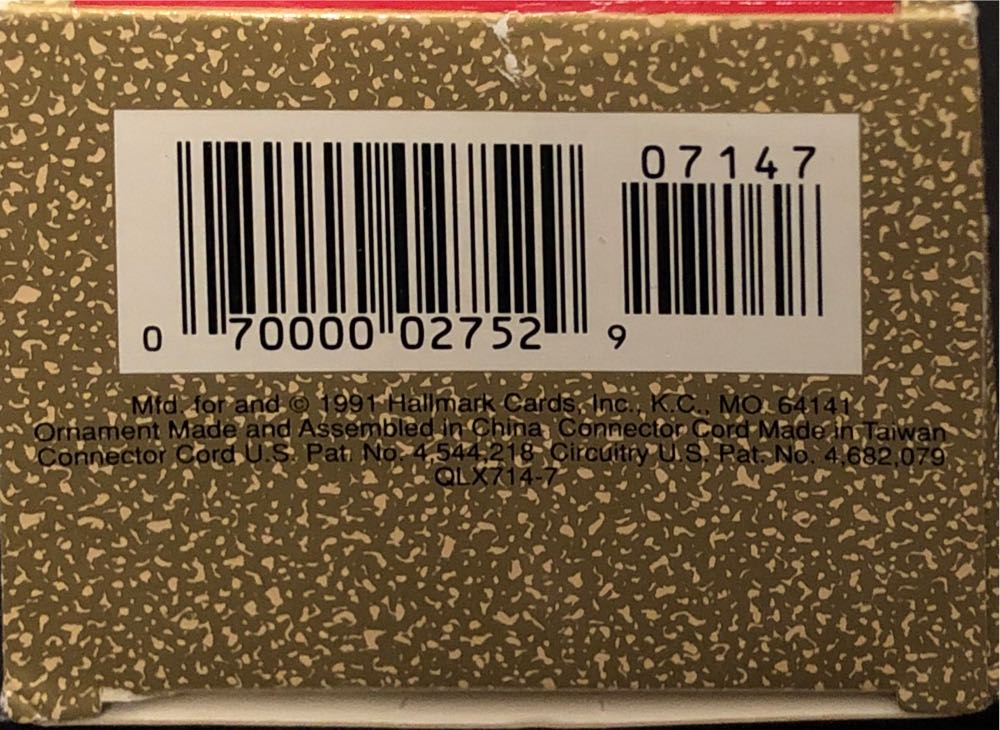 07147
0 70000 02752 9
Mfd. for and © 1991 Hallmark Cards, Inc., K.C., MO 64141
Ornament Made and Assembled in China Connector Cord Made in Taiwan
Connector Cord U.S. Pat. No. 4,544,218 Circuitry U.S. Pat. No. 4,682,079
QLX714-7